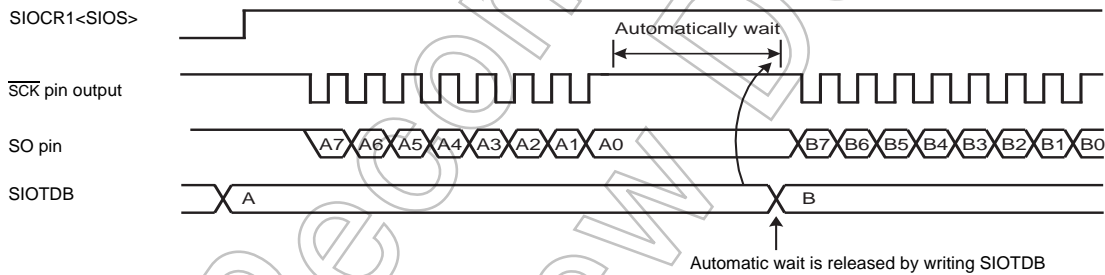 SIOCR1<SIOS>
Automatically wait
SCK pin output
SO pin
A7 A6 A5 A4 A3 A2 A1 A0 B7 B6 B5 B4 B3 B2 B1 B0
SIOTDB
A B
Automatic wait is released by writing SIOTDB